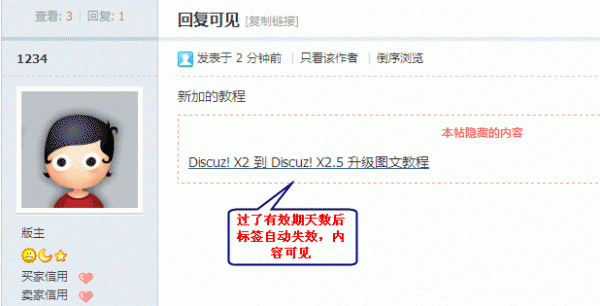 查看: 3 | 回复: 1
回复可见 [复制链接]
1234
发表于 2 分钟前 | 只看该作者 | 倒序浏览
新加的教程
本帖隐藏的内容
Discuz! X2 到 Discuz! X2.5 升级图文教程
过了有效期天数后
标签自动失效，内
容可见
版主
买家信用
卖家信用